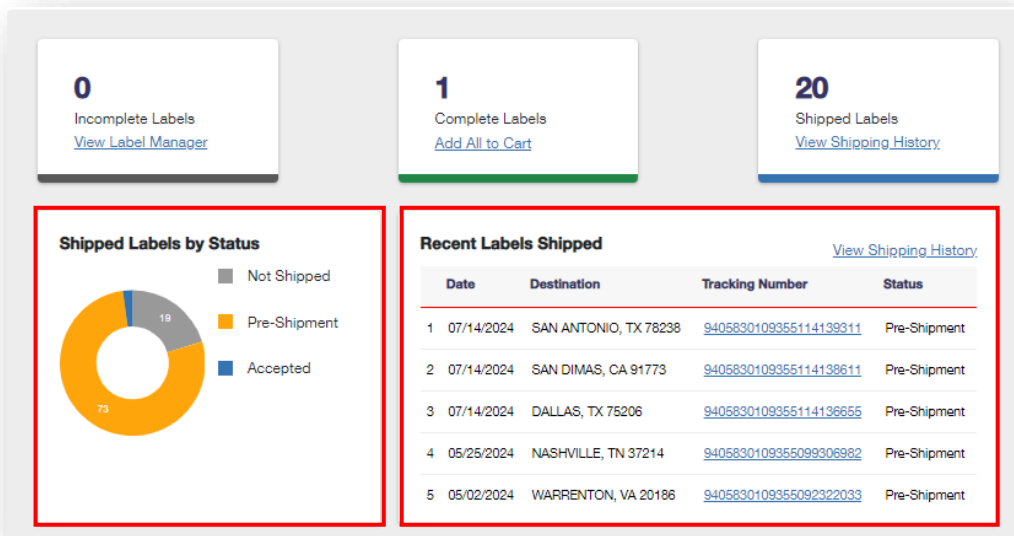 0
Incomplete Labels
View Label Manager
1
Complete Labels
Add All to Cart
20
Shipped Labels
View Shipping History
Shipped Labels by Status
Not Shipped
Pre-Shipment
Accepted
19
73
Recent Labels Shipped
View Shipping History
Date Destination Tracking Number Status
1 07/14/2024 SAN ANTONIO, TX 78238 9405830109355114139311 Pre-Shipment
2 07/14/2024 SAN DIMAS, CA 91773 9405830109355114138611 Pre-Shipment
3 07/14/2024 DALLAS, TX 75206 9405830109355114136655 Pre-Shipment
4 05/25/2024 NASHVILLE, TN 37214 9405830109355099306982 Pre-Shipment
5 05/02/2024 WARRENTON, VA 20186 9405830109355092322033 Pre-Shipment